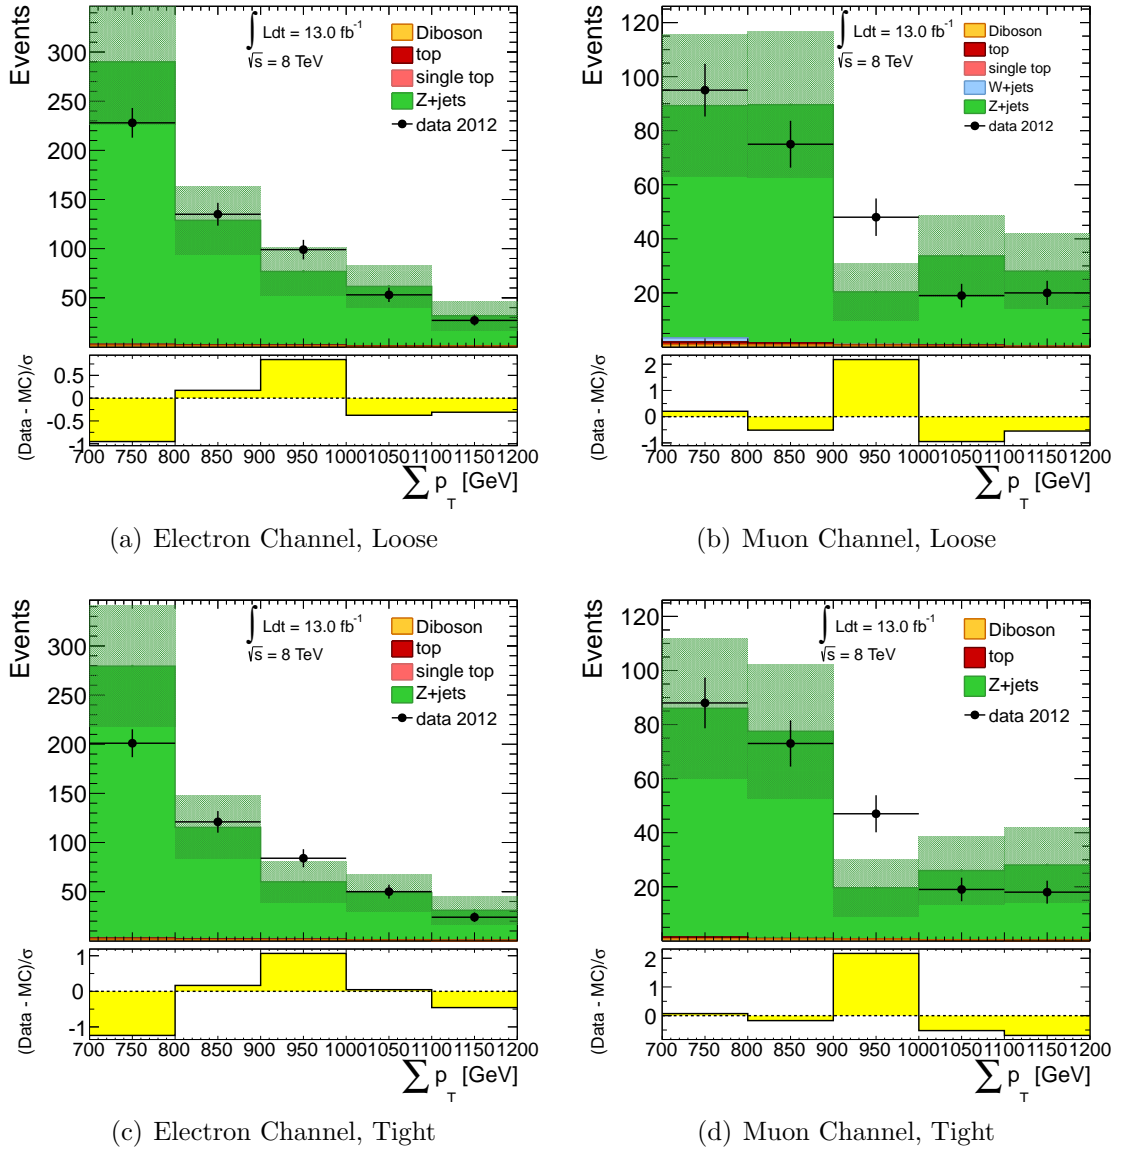 Events
350
300
250
200
150
100
50
∫ Ldt = 13.0 fb⁻¹
√s = 8 TeV
Diboson
top
single top
Z+jets
data 2012
(Data - MC)/σ
0.5
0
-0.5
-1
700 750 800 850 900 950 1000 1050 1100 1150 1200
∑ p_T [GeV]
(a) Electron Channel, Loose
Events
120
100
80
60
40
20
∫ Ldt = 13.0 fb⁻¹
√s = 8 TeV
Diboson
top
single top
W+jets
Z+jets
data 2012
(Data - MC)/σ
2
1
0
-1
700 750 800 850 900 950 1000 1050 1100 1150 1200
∑ p_T [GeV]
(b) Muon Channel, Loose
Events
300
250
200
150
100
50
∫ Ldt = 13.0 fb⁻¹
√s = 8 TeV
Diboson
top
single top
Z+jets
data 2012
(Data - MC)/σ
1
0
-1
700 750 800 850 900 950 1000 1050 1100 1150 1200
∑ p_T [GeV]
(c) Electron Channel, Tight
Events
120
100
80
60
40
20
∫ Ldt = 13.0 fb⁻¹
√s = 8 TeV
Diboson
top
Z+jets
data 2012
(Data - MC)/σ
2
1
0
700 750 800 850 900 950 1000 1050 1100 1150 1200
∑ p_T [GeV]
(d) Muon Channel, Tight